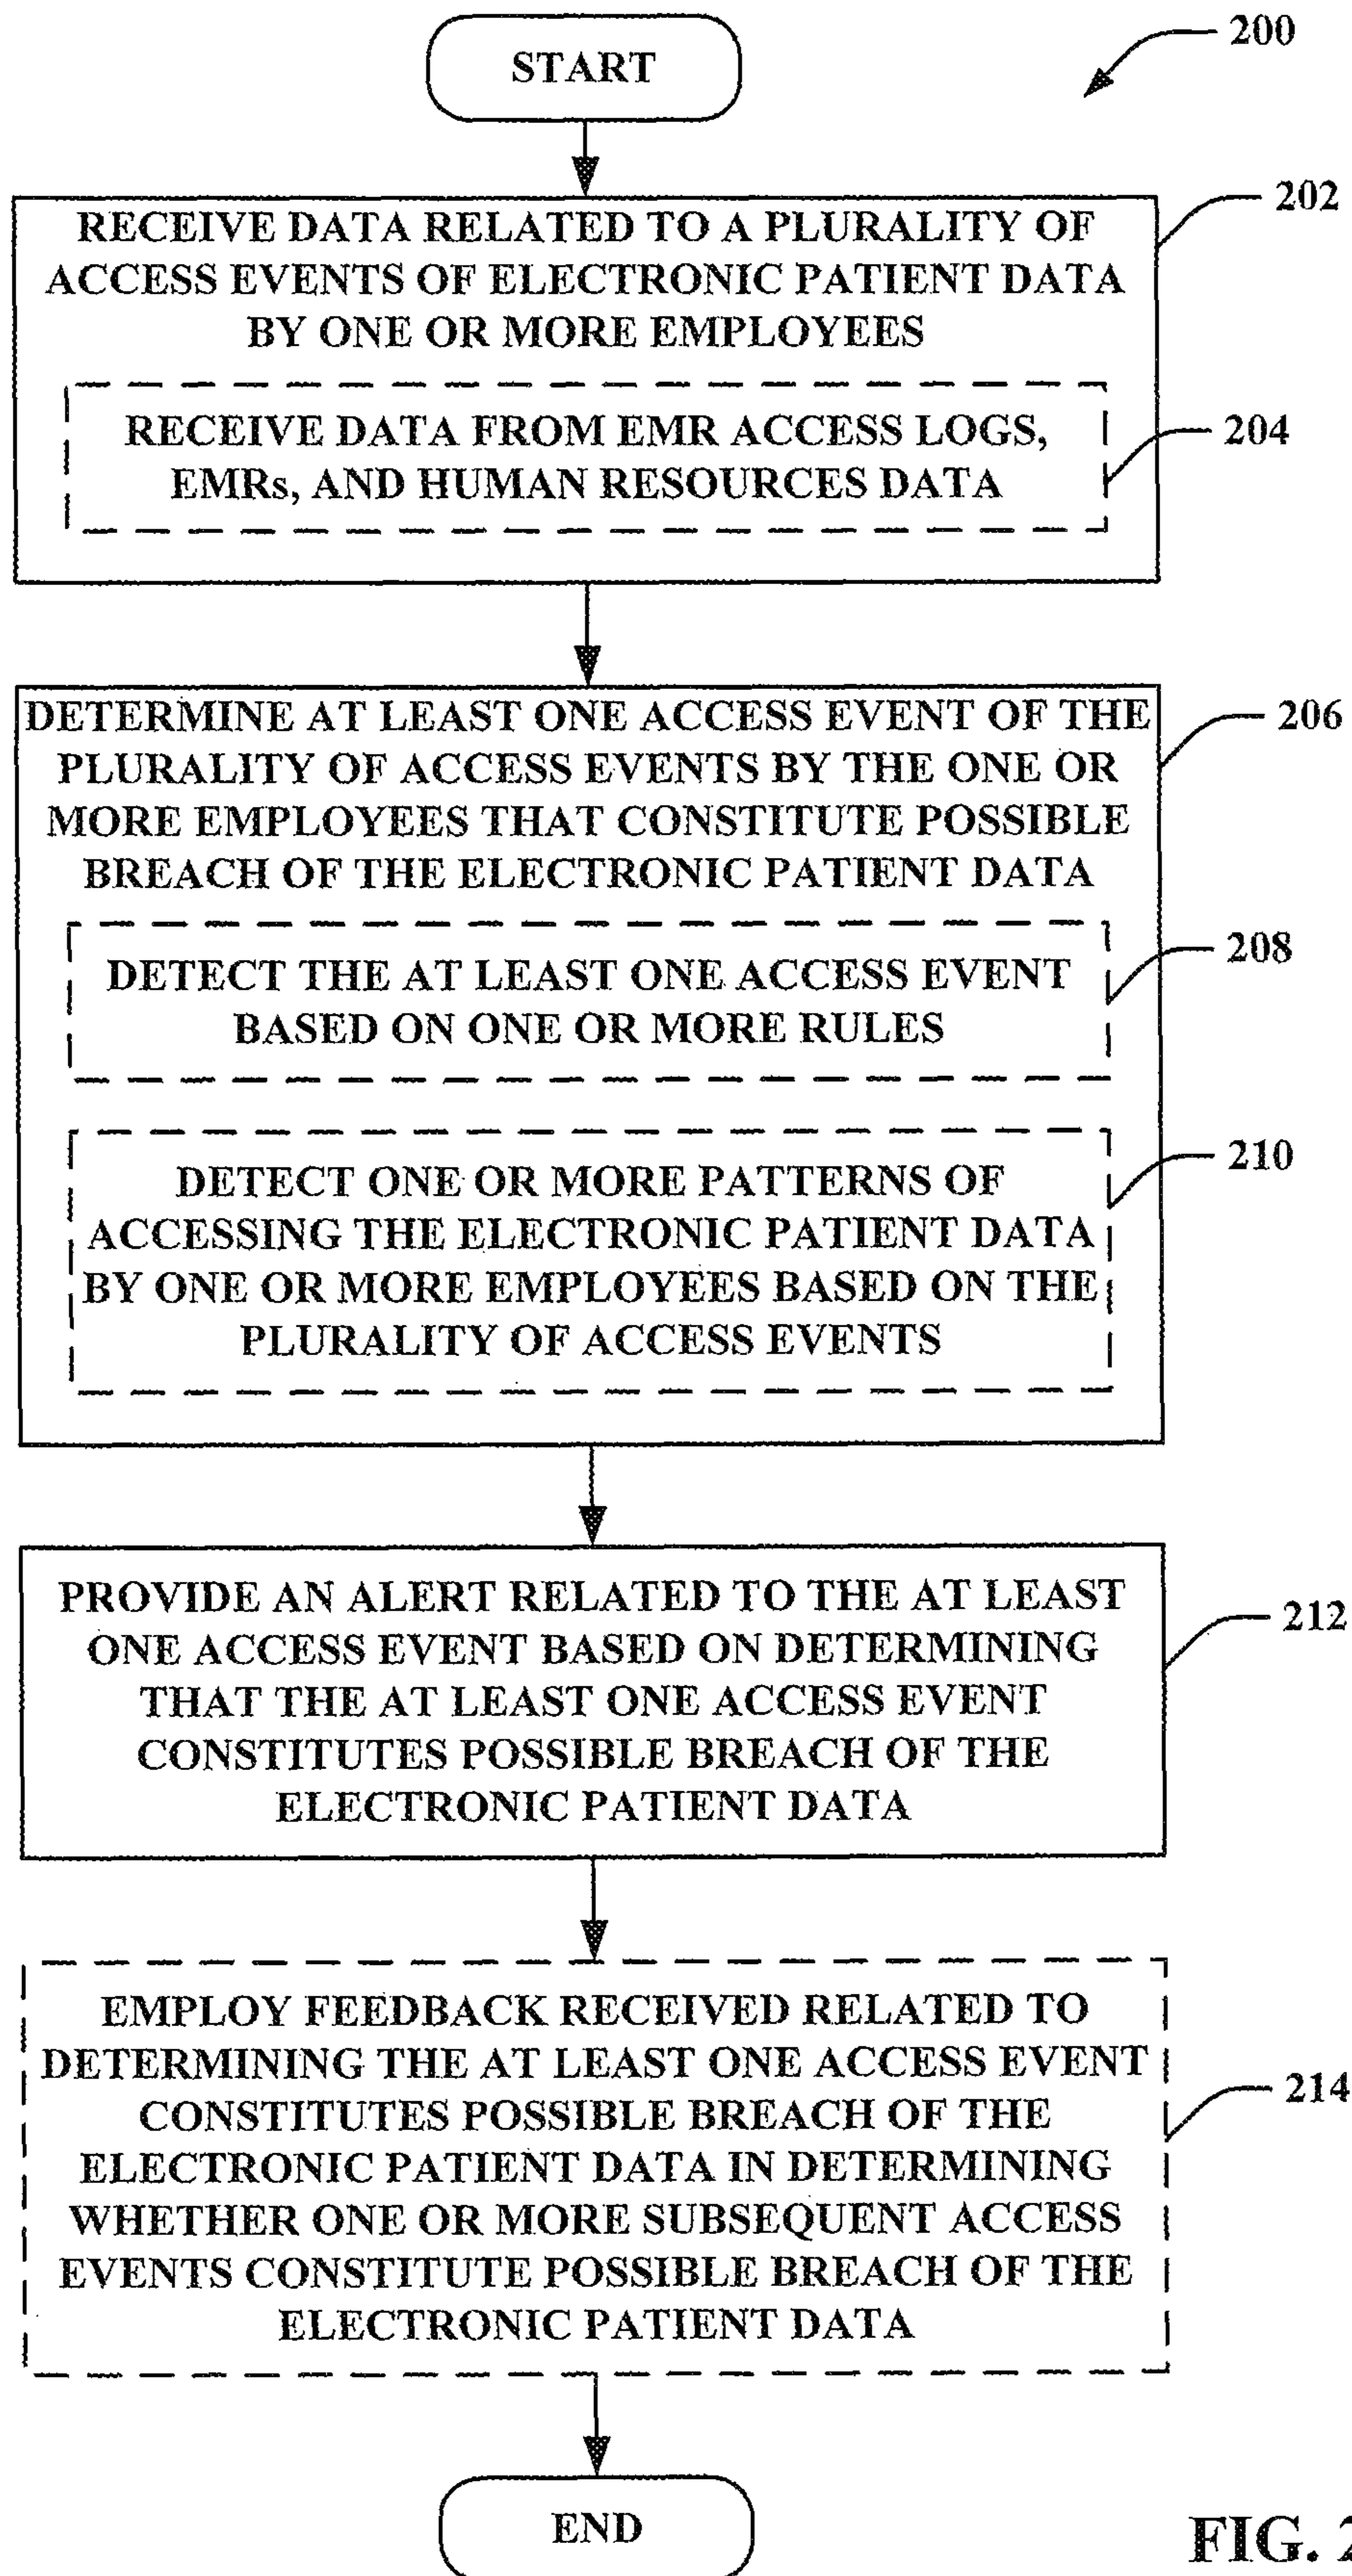 START
200
RECEIVE DATA RELATED TO A PLURALITY OF
ACCESS EVENTS OF ELECTRONIC PATIENT DATA
BY ONE OR MORE EMPLOYEES
202
RECEIVE DATA FROM EMR ACCESS LOGS,
EMRs, AND HUMAN RESOURCES DATA
204
DETERMINE AT LEAST ONE ACCESS EVENT OF THE
PLURALITY OF ACCESS EVENTS BY THE ONE OR
MORE EMPLOYEES THAT CONSTITUTE POSSIBLE
BREACH OF THE ELECTRONIC PATIENT DATA
206
DETECT THE AT LEAST ONE ACCESS EVENT
BASED ON ONE OR MORE RULES
208
DETECT ONE OR MORE PATTERNS OF
ACCESSING THE ELECTRONIC PATIENT DATA
BY ONE OR MORE EMPLOYEES BASED ON THE
PLURALITY OF ACCESS EVENTS
210
PROVIDE AN ALERT RELATED TO THE AT LEAST
ONE ACCESS EVENT BASED ON DETERMINING
THAT THE AT LEAST ONE ACCESS EVENT
CONSTITUTES POSSIBLE BREACH OF THE
ELECTRONIC PATIENT DATA
212
EMPLOY FEEDBACK RECEIVED RELATED TO
DETERMINING THE AT LEAST ONE ACCESS EVENT
CONSTITUTES POSSIBLE BREACH OF THE
ELECTRONIC PATIENT DATA IN DETERMINING
WHETHER ONE OR MORE SUBSEQUENT ACCESS
EVENTS CONSTITUTE POSSIBLE BREACH OF THE
ELECTRONIC PATIENT DATA
214
END
FIG. 2